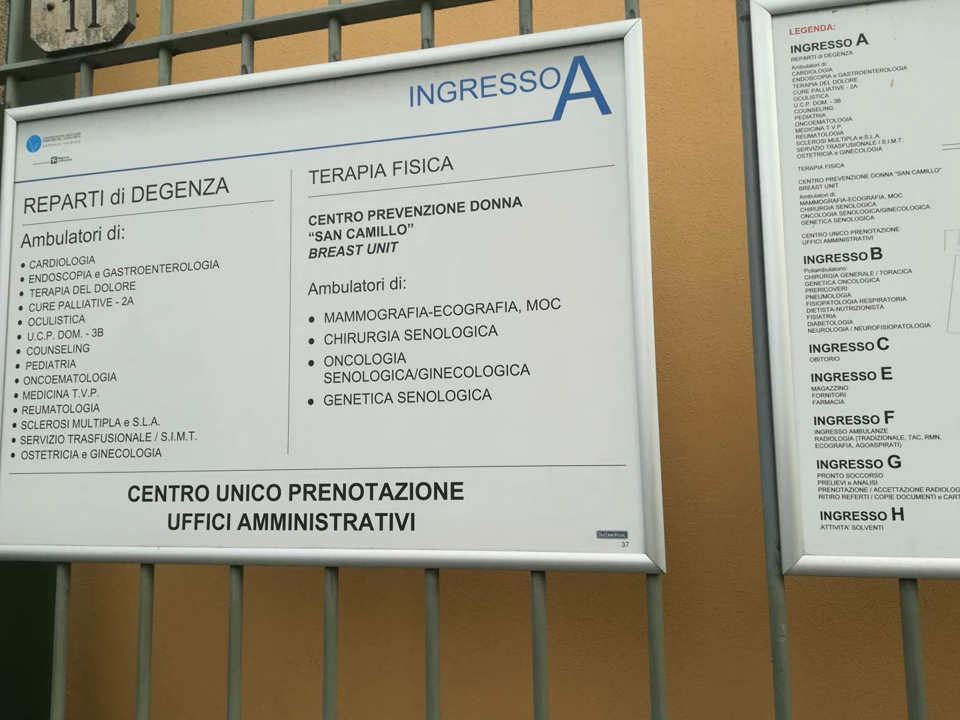 11
INGRESSO A
REPARTI di DEGENZA
Ambulatori di:
• CARDIOLOGIA
• ENDOSCOPIA e GASTROENTEROLOGIA
• TERAPIA DEL DOLORE
• CURE PALLIATIVE - 2A
• OCULISTICA
• U.C.P. DOM. - 3B
• COUNSELING
• PEDIATRIA
• ONCOEMATOLOGIA
• MEDICINA T.V.P.
• REUMATOLOGIA
• SCLEROSI MULTIPLA e S.L.A.
• SERVIZIO TRASFUSIONALE / S.I.M.T.
• OSTETRICIA e GINECOLOGIA
TERAPIA FISICA
CENTRO PREVENZIONE DONNA
"SAN CAMILLO"
BREAST UNIT
Ambulatori di:
• MAMMOGRAFIA-ECOGRAFIA, MOC
• CHIRURGIA SENOLOGICA
• ONCOLOGIA
SENOLOGICA/GINECOLOGICA
• GENETICA SENOLOGICA
CENTRO UNICO PRENOTAZIONE
UFFICI AMMINISTRATIVI
37
LEGENDA:
INGRESSO A
REPARTI di DEGENZA
Ambulatori di:
CARDIOLOGIA
ENDOSCOPIA e GASTROENTEROLOGIA
TERAPIA DEL DOLORE
CURE PALLIATIVE - 2A
OCULISTICA
U.C.P. DOM. - 3B
COUNSELING
PEDIATRIA
ONCOEMATOLOGIA
MEDICINA T.V.P.
REUMATOLOGIA
SCLEROSI MULTIPLA e S.L.A.
SERVIZIO TRASFUSIONALE / S.I.M.T.
OSTETRICIA e GINECOLOGIA
TERAPIA FISICA
CENTRO PREVENZIONE DONNA "SAN CAMILLO"
BREAST UNIT
Ambulatori di:
MAMMOGRAFIA-ECOGRAFIA, MOC
CHIRURGIA SENOLOGICA
ONCOLOGIA SENOLOGICA/GINECOLOGICA
GENETICA SENOLOGICA
CENTRO UNICO PRENOTAZIONE
UFFICI AMMINISTRATIVI
INGRESSO B
Poliambulatorio:
CHIRURGIA GENERALE / TORACICA
GENETICA ONCOLOGICA
PRERICOVERI
PNEUMOLOGIA
FISIOPATOLOGIA RESPIRATORIA
DIETISTA-NUTRIZIONISTA
FISIATRIA
DIABETOLOGIA
NEUROLOGIA / NEUROFISIOPATOLOGIA
INGRESSO C
OBITORIO
INGRESSO E
MAGAZZINO
FORNITORI
FARMACIA
INGRESSO F
INGRESSO AMBULANZE
RADIOLOGIA (TRADIZIONALE, TAC, RMN,
ECOGRAFIA, AGOASPIRATI)
INGRESSO G
PRONTO SOCCORSO
PRELIEVI e ANALISI
PRENOTAZIONE / ACCETTAZIONE RADIOLOG
RITIRO REFERTI / COPIE DOCUMENTI e CART
INGRESSO H
ATTIVITA' SOLVENTI